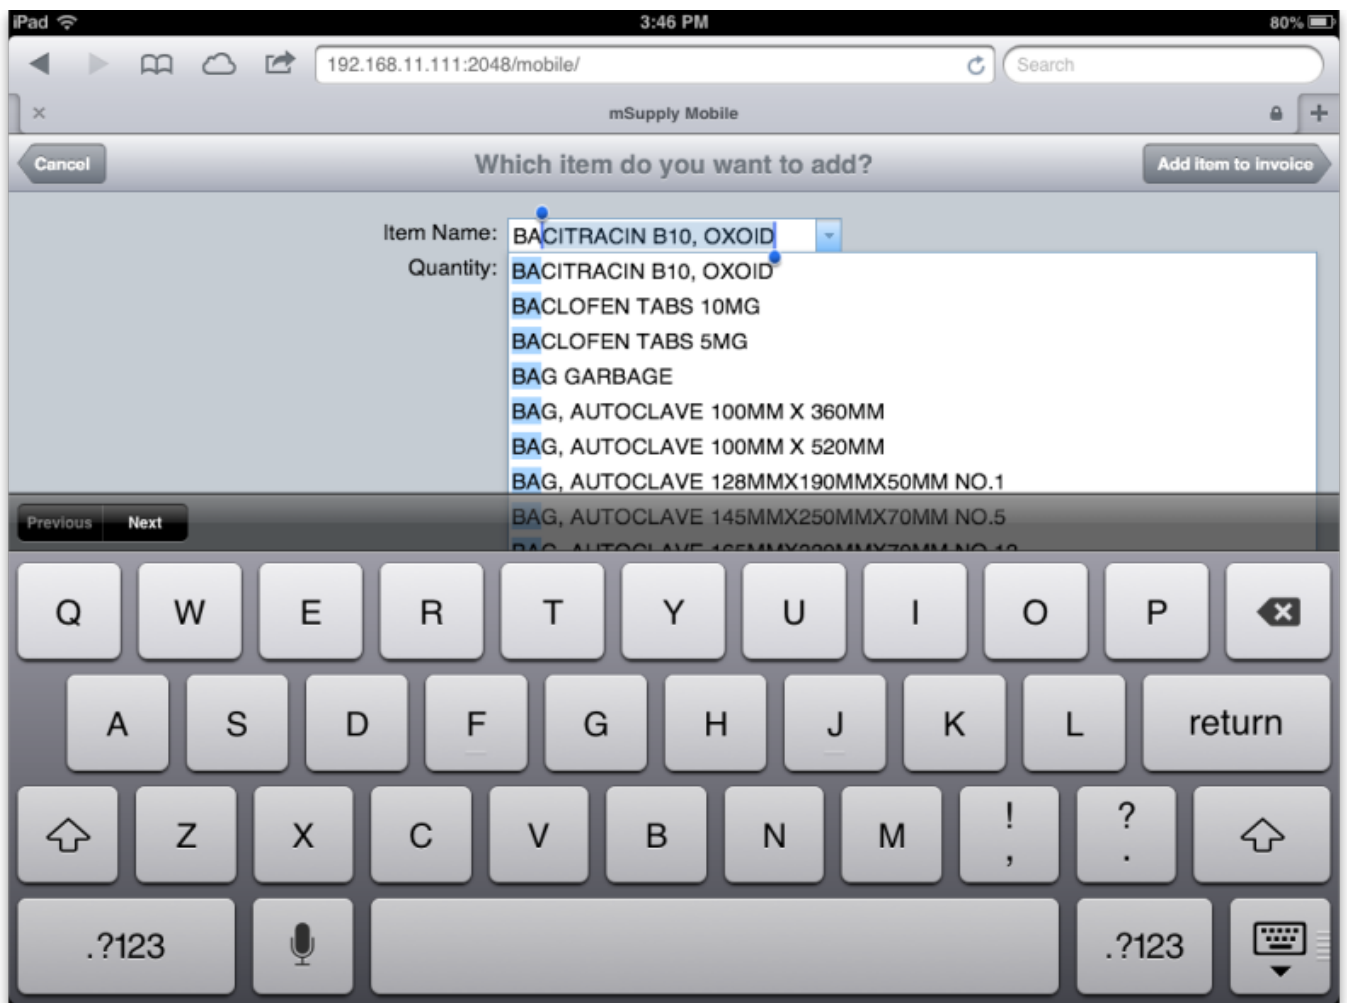 iPad 3:46 PM 80%
192.168.11.111:2048/mobile/ Search
mSupply Mobile
Cancel Which item do you want to add? Add item to invoice
Item Name: BACITRACIN B10, OXOID
Quantity: BACITRACIN B10, OXOID
BACLOFEN TABS 10MG
BACLOFEN TABS 5MG
BAG GARBAGE
BAG, AUTOCLAVE 100MM X 360MM
BAG, AUTOCLAVE 100MM X 520MM
BAG, AUTOCLAVE 128MMX190MMX50MM NO.1
Previous Next BAG, AUTOCLAVE 145MMX250MMX70MM NO.5
BAG, AUTOCLAVE
Q W E R T Y U I O P
A S D F G H J K L return
Z X C V B N M ! , ? .
.?123 .?123